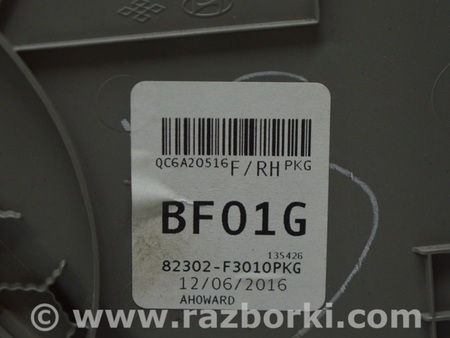 QC6A20516 F/RH PKG
BF01G
135426
82302-F3010PKG
12/06/2016
AHOWARD
© www.razborki.com